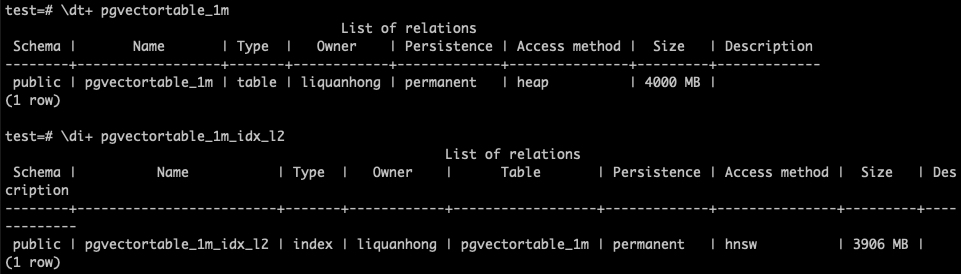 test=# \dt+ pgvectortable_1m
List of relations
Schema |       Name       | Type  |   Owner    | Persistence | Access method |  Size   | Description
--------+------------------+-------+------------+-------------+---------------+---------+-------------
public | pgvectortable_1m | table | liquanhong | permanent   | heap          | 4000 MB |
(1 row)
test=# \di+ pgvectortable_1m_idx_l2
List of relations
Schema |          Name           | Type  |   Owner    |      Table       | Persistence | Access method |  Size   | Des
cription
--------+-------------------------+-------+------------+------------------+-------------+---------------+---------+----
---------
public | pgvectortable_1m_idx_l2 | index | liquanhong | pgvectortable_1m | permanent   | hnsw          | 3906 MB |
(1 row)